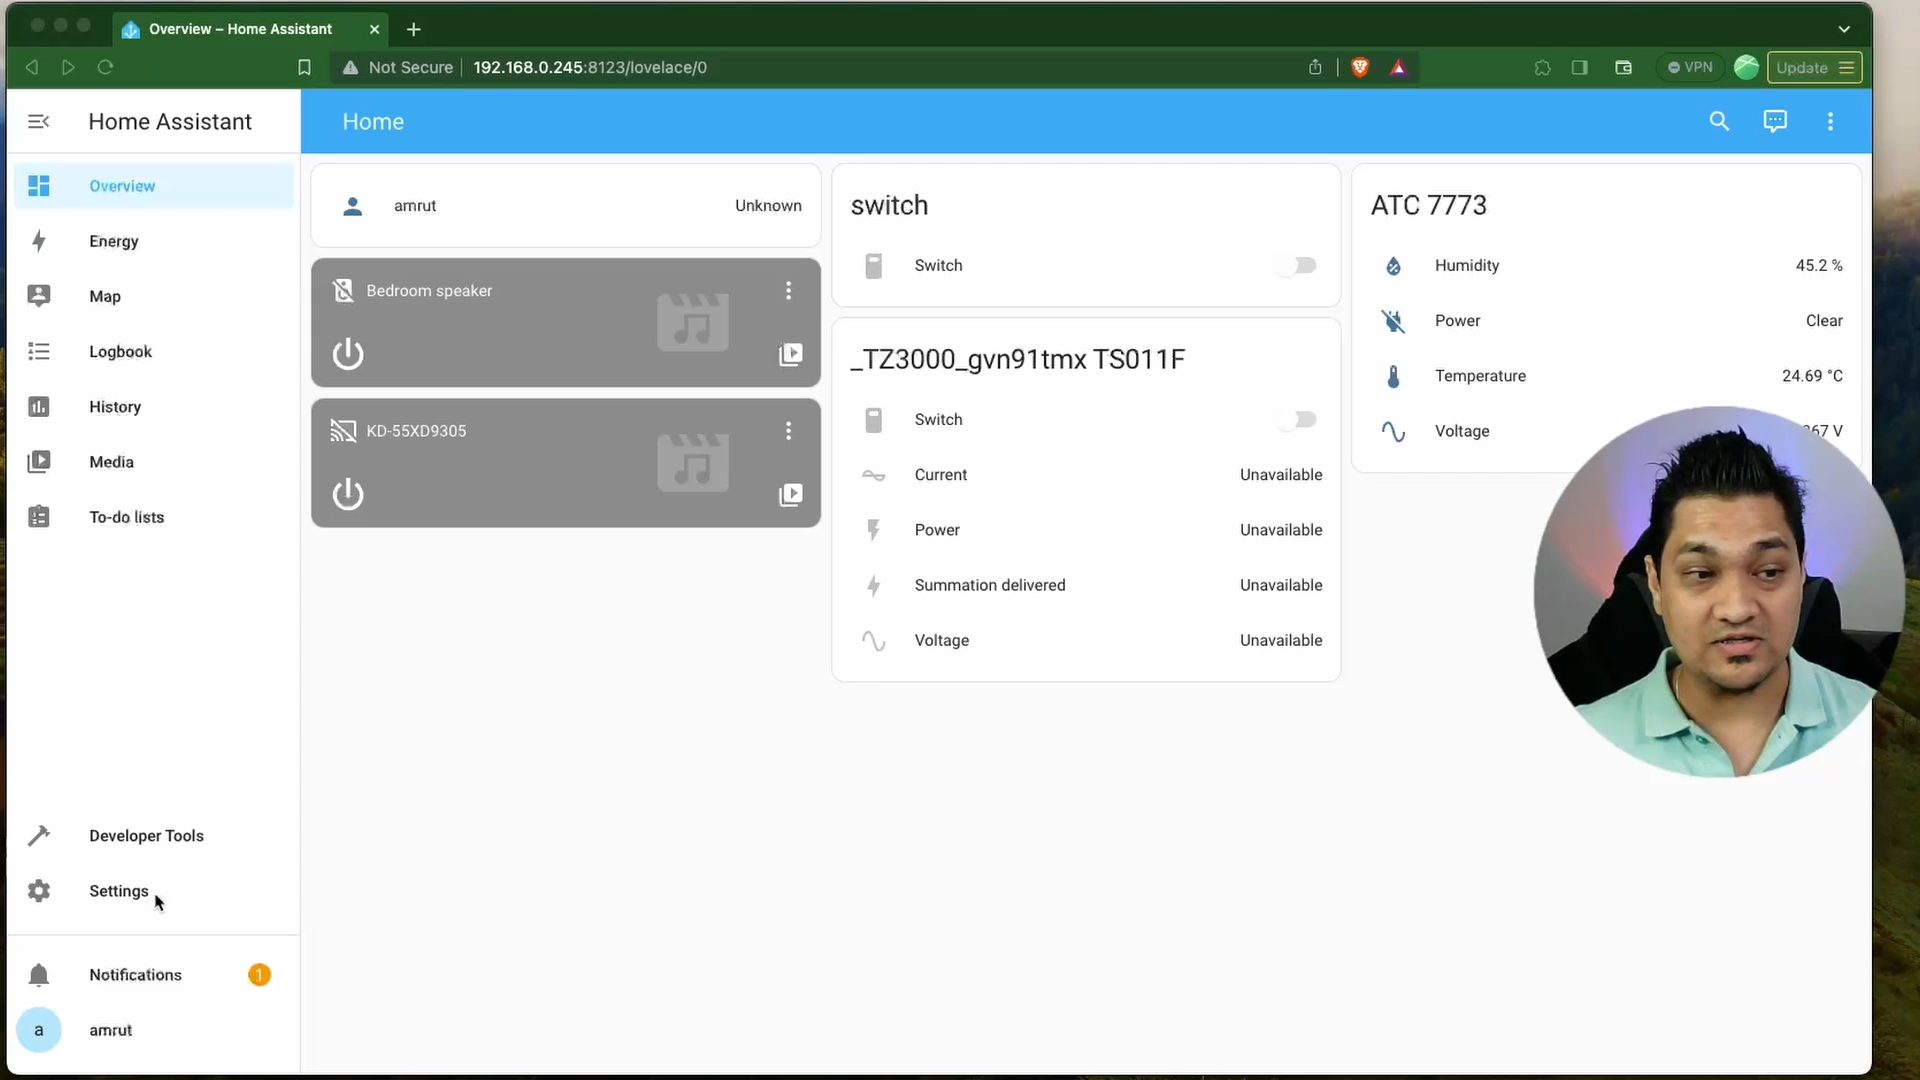 Overview – Home Assistant
Not Secure
192.168.0.245:8123/lovelace/0
VPN
Update
Home Assistant
Home
Overview
Energy
Map
Logbook
History
Media
To-do lists
Developer Tools
Settings
Notifications
1
a
amrut
amrut
Unknown
Bedroom speaker
KD-55XD9305
switch
Switch
_TZ3000_gvn91tmx TS011F
Switch
Current
Unavailable
Power
Unavailable
Summation delivered
Unavailable
Voltage
Unavailable
ATC 7773
Humidity
45.2 %
Power
Clear
Temperature
24.69 °C
Voltage
V